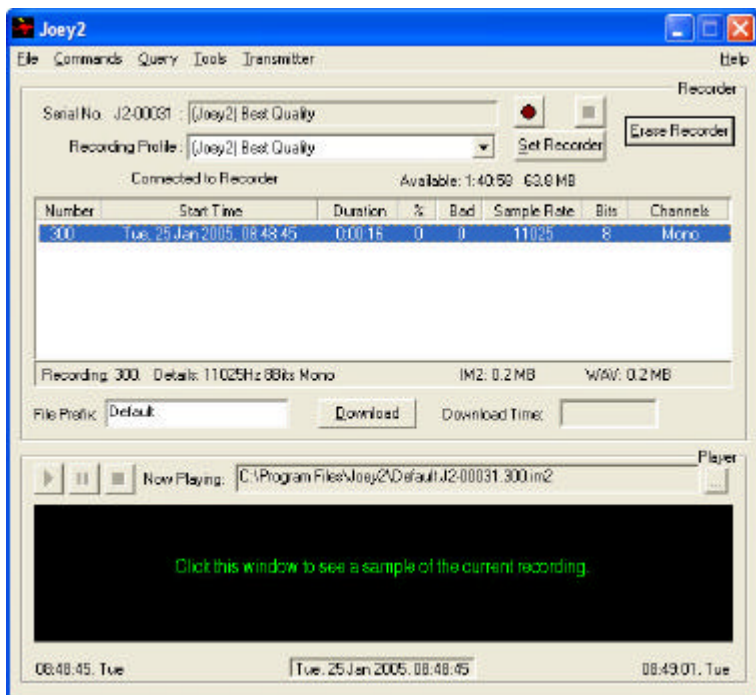 Joey2
File Commands Query Tools Transmitter Help
Recorder
Serial No. J2-00031 : (Joey2) Best Quality
Erase Recorder
Recording Profile : (Joey2) Best Quality Set Recorder
Connected to Recorder Available: 1:40:59 63.8 MB
Number Start Time Duration % Bad Sample Rate Bits Channels
300 Tue, 25 Jan 2005, 08:48:45 0:00:16 0 0 11025 8 Mono
Recording: 300. Details: 11025Hz 8Bits Mono IM2: 0.2 MB WAV: 0.2 MB
File Prefix: Default Download Download Time:
Player
Now Playing: C:\Program Files\Joey2\Default.J2-00031.300.im2 ...
Click this window to see a sample of the current recording.
08:48:45, Tue Tue, 25 Jan 2005, 08:48:45 08:49:01, Tue